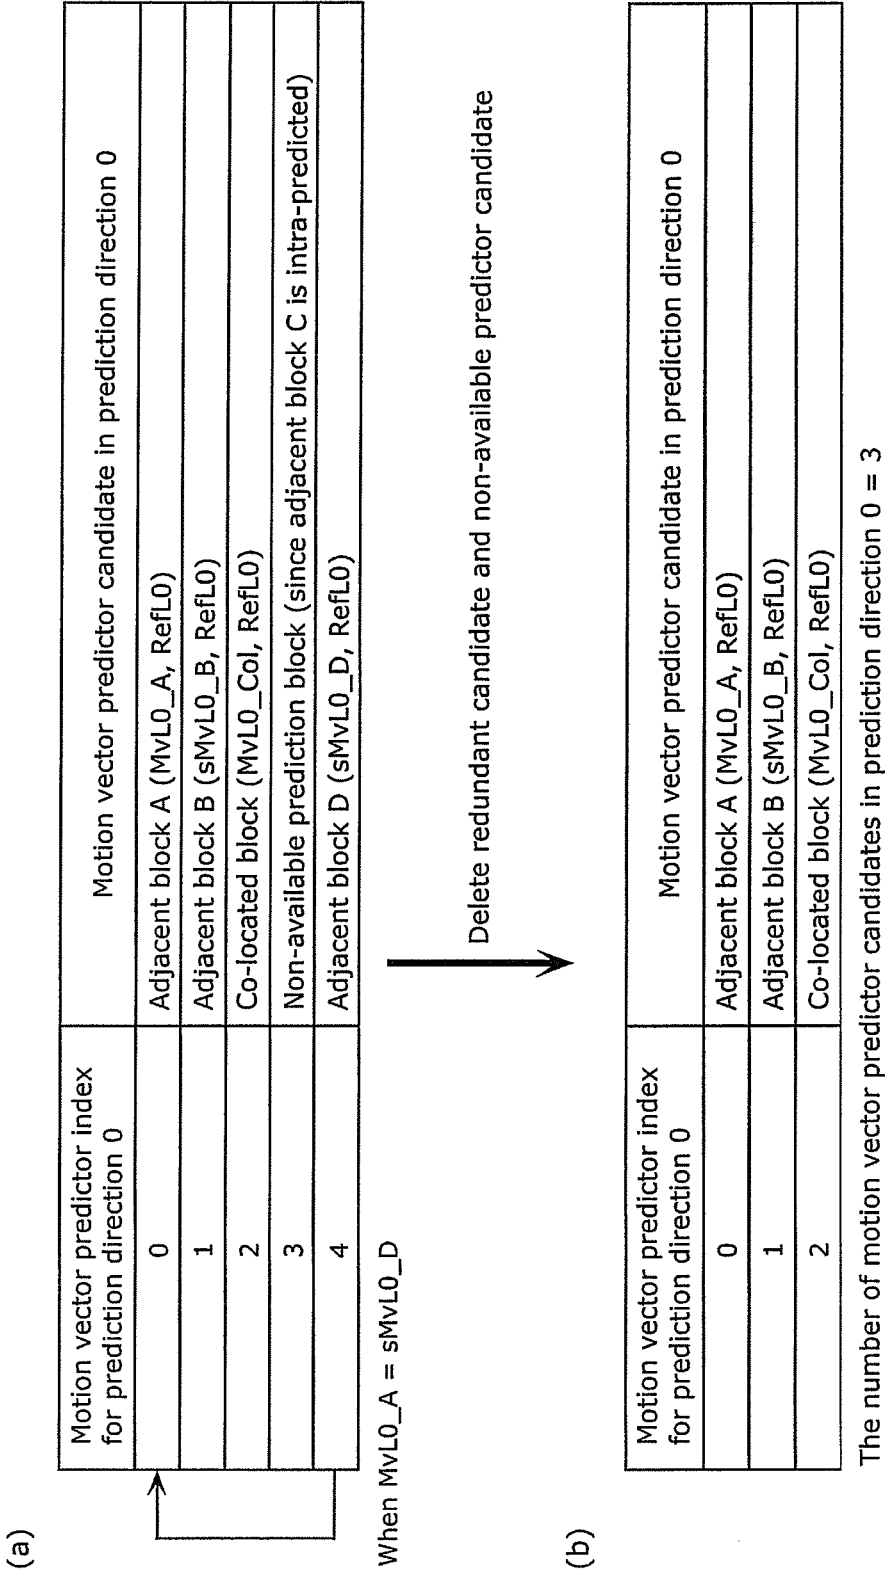 (a)
Motion vector predictor index
for prediction direction 0
Motion vector predictor candidate in prediction direction 0
0
Adjacent block A (MvL0_A, RefL0)
1
Adjacent block B (sMvL0_B, RefL0)
2
Co-located block (MvL0_Col, RefL0)
3
Non-available prediction block (since adjacent block C is intra-predicted)
4
Adjacent block D (sMvL0_D, RefL0)
When MvL0_A = sMvL0_D
Delete redundant candidate and non-available predictor candidate
(b)
Motion vector predictor index
for prediction direction 0
Motion vector predictor candidate in prediction direction 0
0
Adjacent block A (MvL0_A, RefL0)
1
Adjacent block B (sMvL0_B, RefL0)
2
Co-located block (MvL0_Col, RefL0)
The number of motion vector predictor candidates in prediction direction 0 = 3